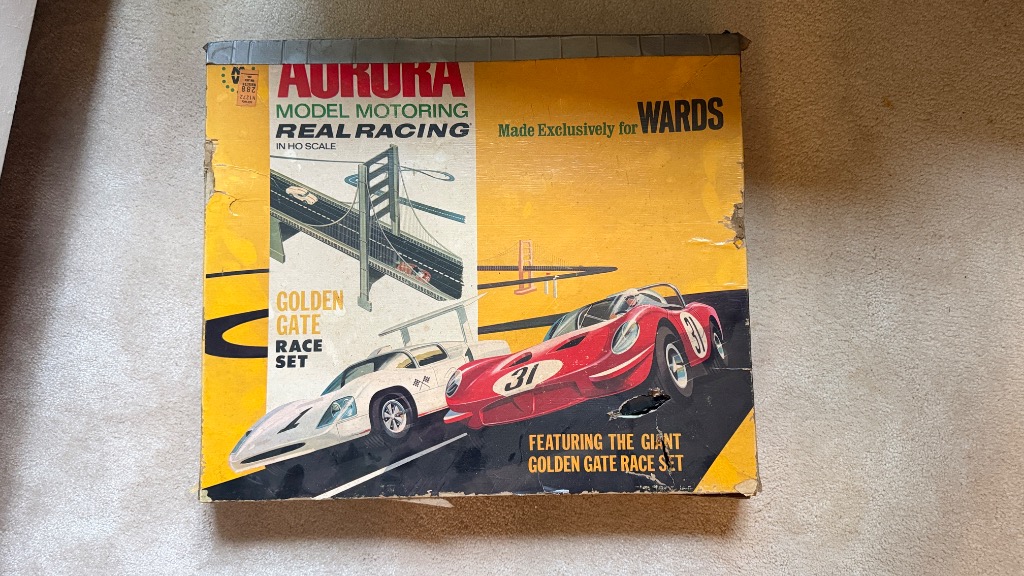 AURORA
MODEL MOTORING
REAL RACING
IN HO SCALE
Made Exclusively for WARDS
GOLDEN
GATE
RACE
SET
31
31
FEATURING THE GIANT
GOLDEN GATE RACE SET